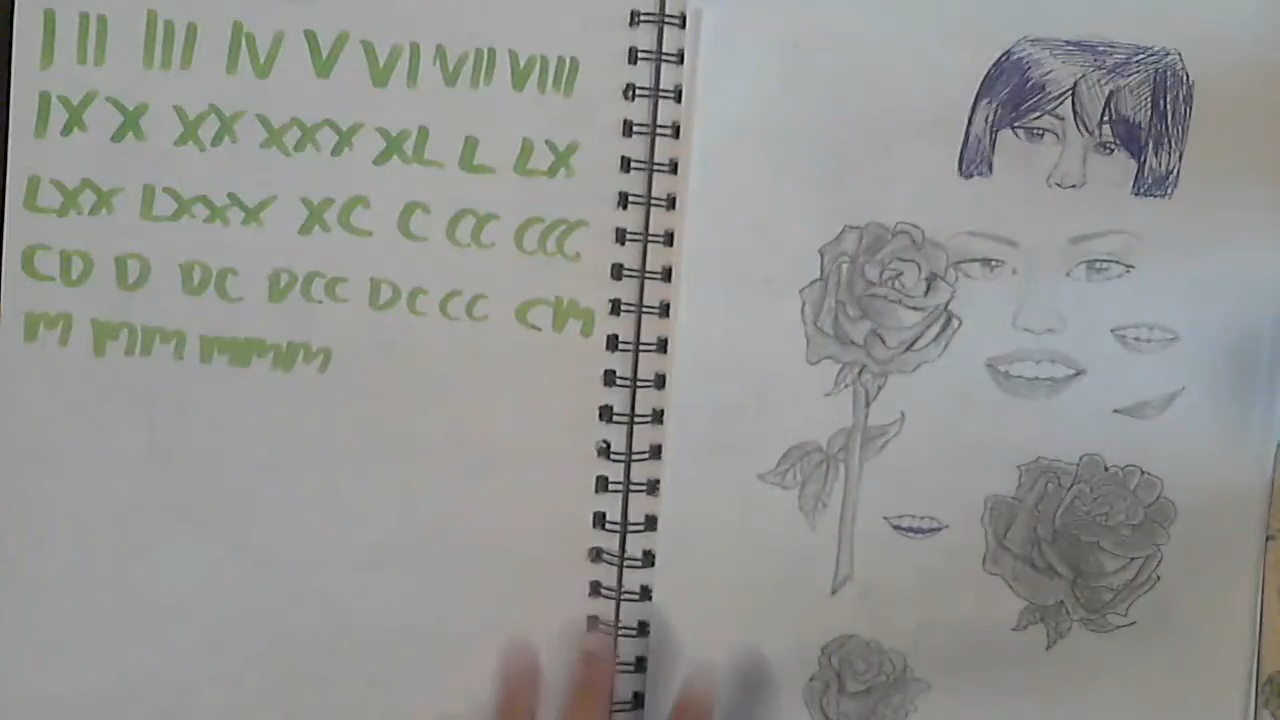 I II III IV V VI VII VIII
IX X XX XXX XL L LX
LXX LXXX XC C CC CCC
CD D DC DCC DCCC CM
M MM MMM